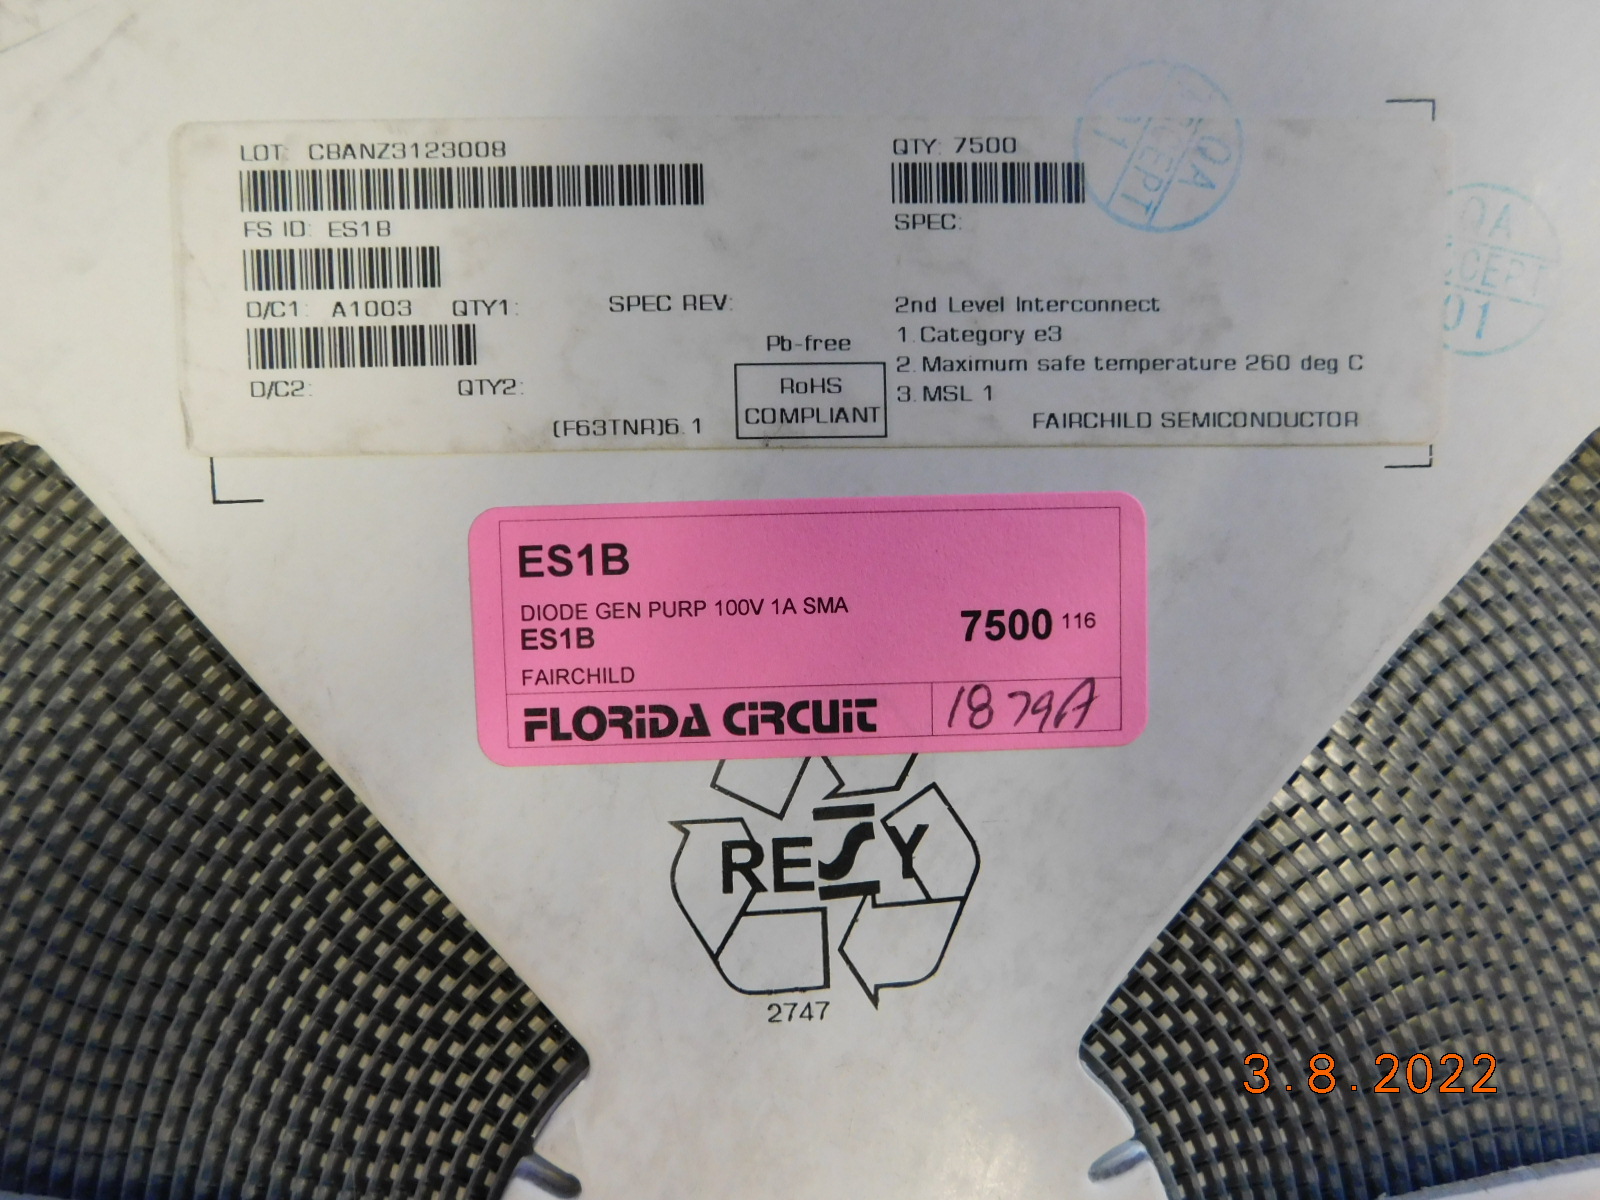 LOT: CBANZ3123008
QTY: 7500
FS ID: ES1B
SPEC:
D/C1: A1003 QTY1: SPEC REV:
D/C2: QTY2:
(F63TNR)6.1
Pb-free
RoHS
COMPLIANT
2nd Level Interconnect
1. Category e3
2. Maximum safe temperature 260 deg C
3. MSL 1
FAIRCHILD SEMICONDUCTOR
QA
CEPT
01
QA
CEPT
01
ES1B
DIODE GEN PURP 100V 1A SMA
ES1B
7500 116
FAIRCHILD
FLORIDA CIRCUIT
1879A
RESY
2747
3.8.2022